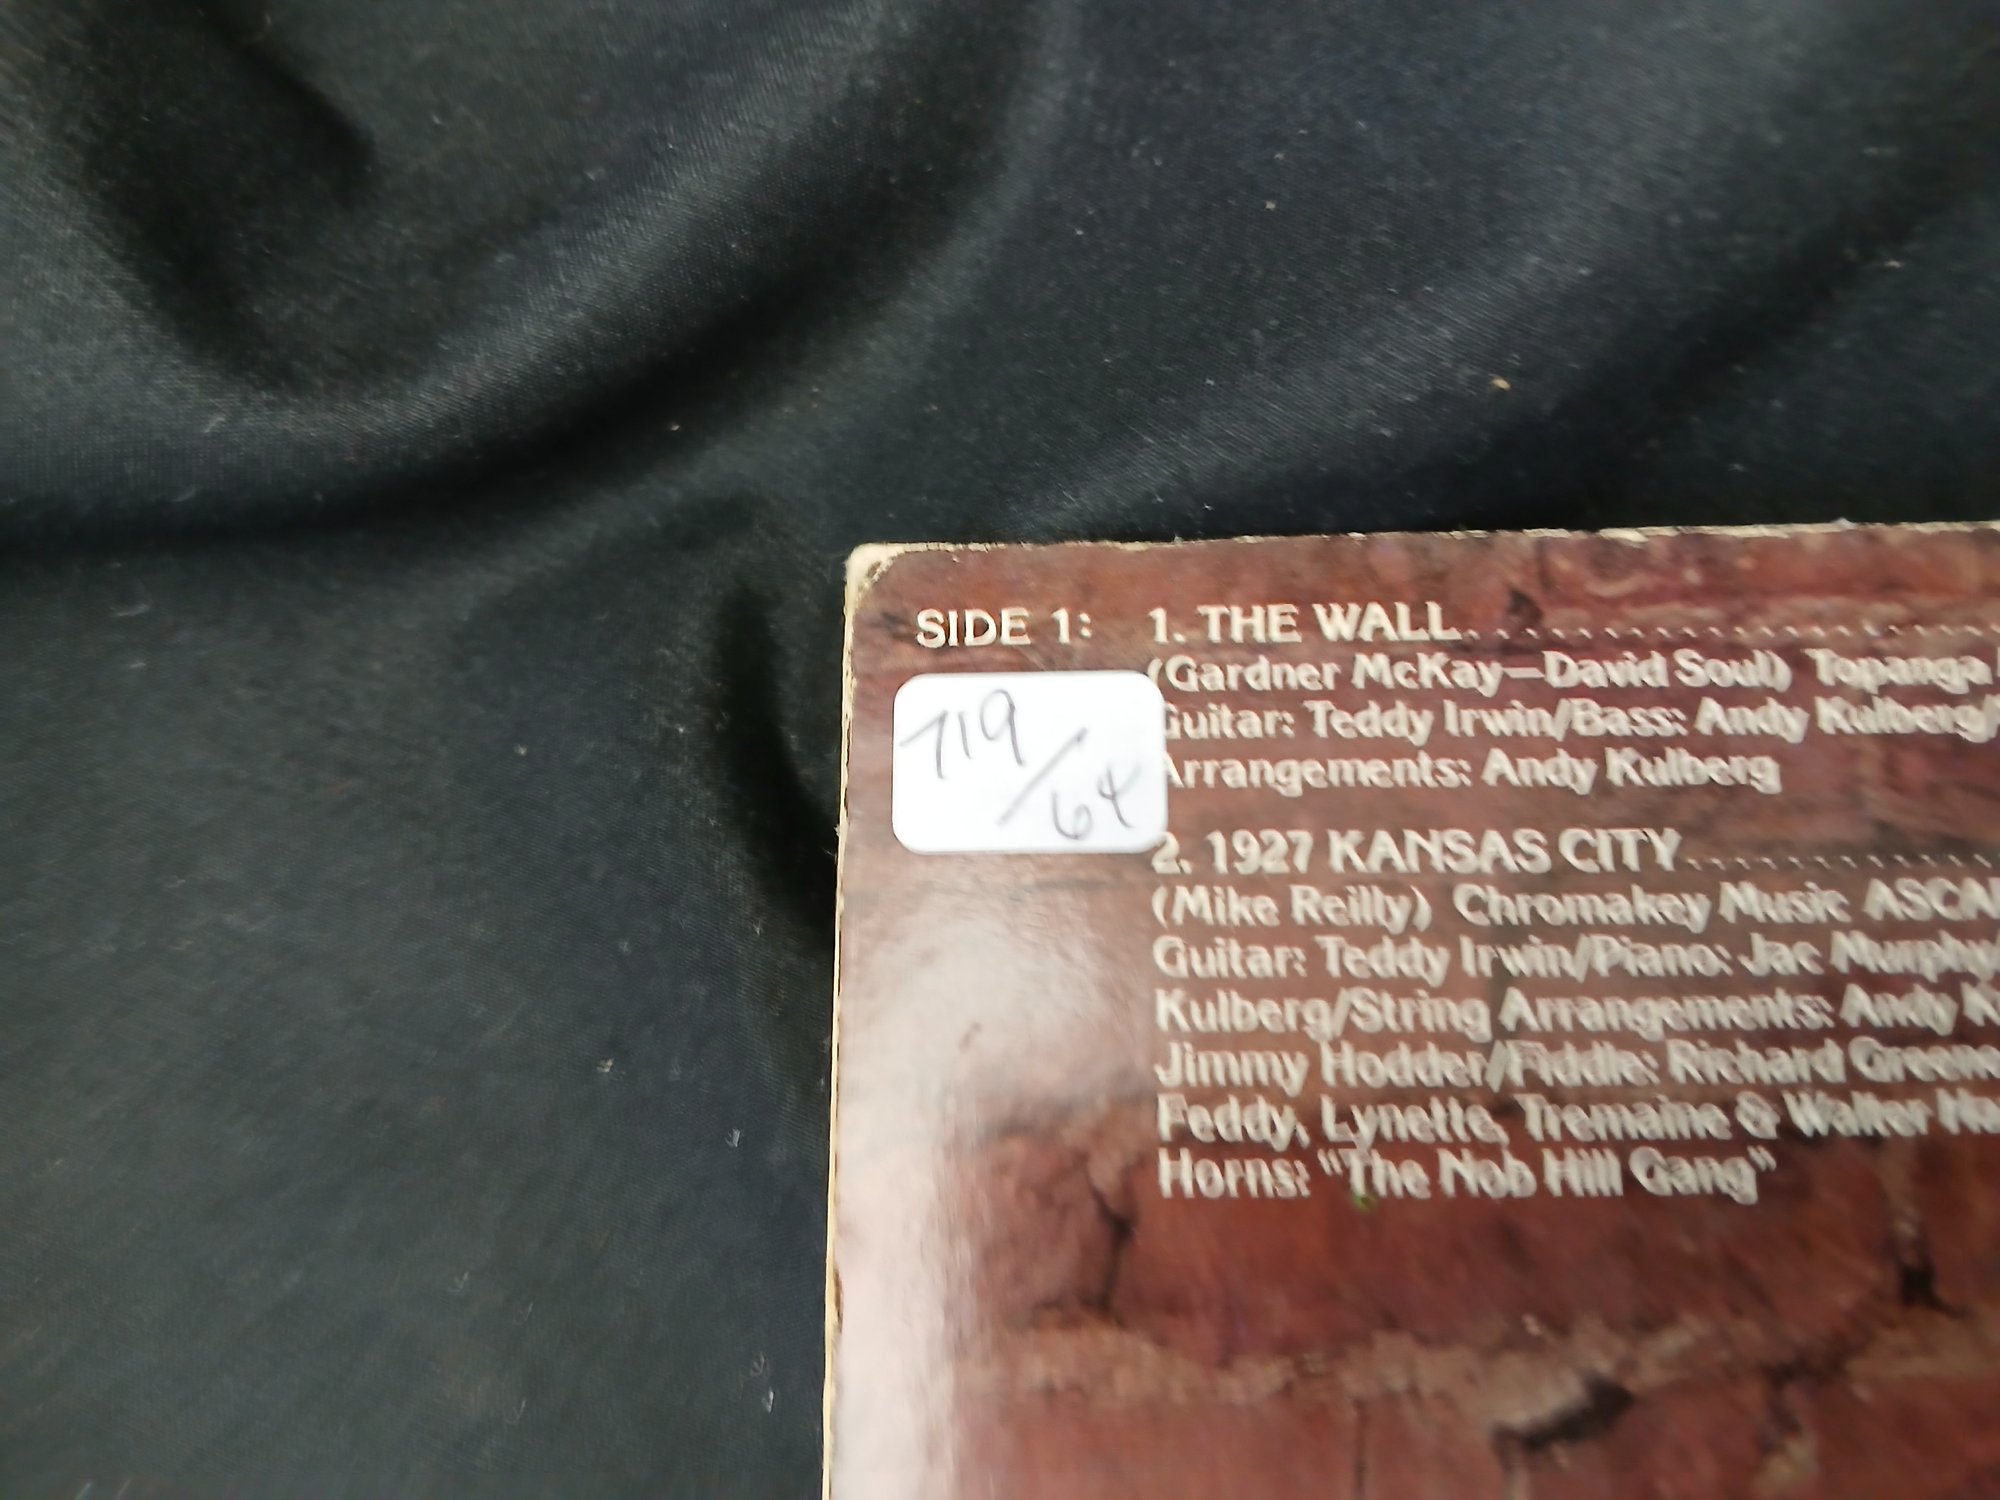 SIDE 1: 1. THE WALL
(Gardner McKay—David Soul) Topanga
Guitar: Teddy Irwin/Bass: Andy Kulberg/
Arrangements: Andy Kulberg
719/64
2. 1927 KANSAS CITY
(Mike Reilly) Chromakey Music ASCA
Guitar: Teddy Irwin/Piano: Jac Murphy/
Kulberg/String Arrangements: Andy K
Jimmy Hodder/Fiddle: Richard Greene
Feddy, Lynette, Tremaine & Walter Ha
Horns: "The Nob Hill Gang"